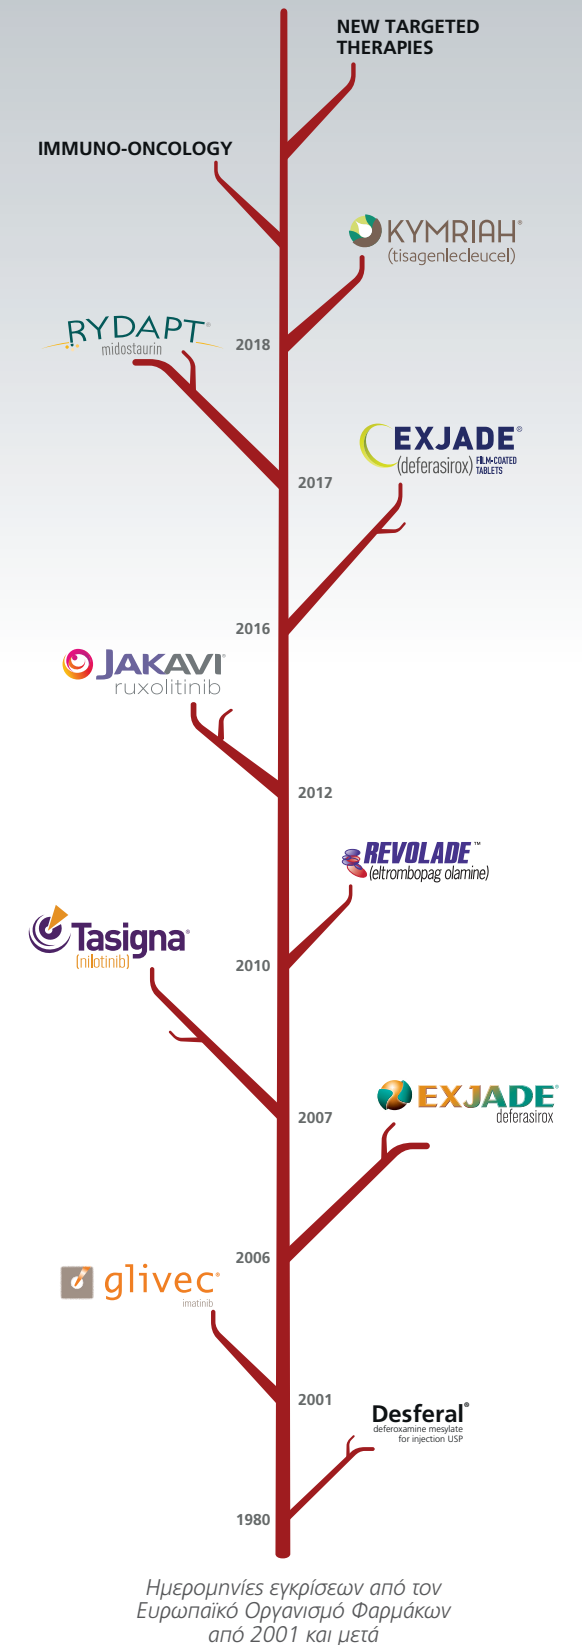 NEW TARGETED
THERAPIES
IMMUNO-ONCOLOGY
KYMRIAH®
(tisagenlecleucel)
RYDAPT®
midostaurin
2018
EXJADE®
(deferasirox) FILM-COATED
TABLETS
2017
2016
JAKAVI®
ruxolitinib
2012
REVOLADE™
(eltrombopag olamine)
Tasigna®
(nilotinib)
2010
EXJADE®
deferasirox
2007
2006
glivec®
imatinib
2001
Desferal®
deferoxamine mesylate
for injection USP
1980
Ημερομηνίες εγκρίσεων από τον
Ευρωπαϊκό Οργανισμό Φαρμάκων
από 2001 και μετά